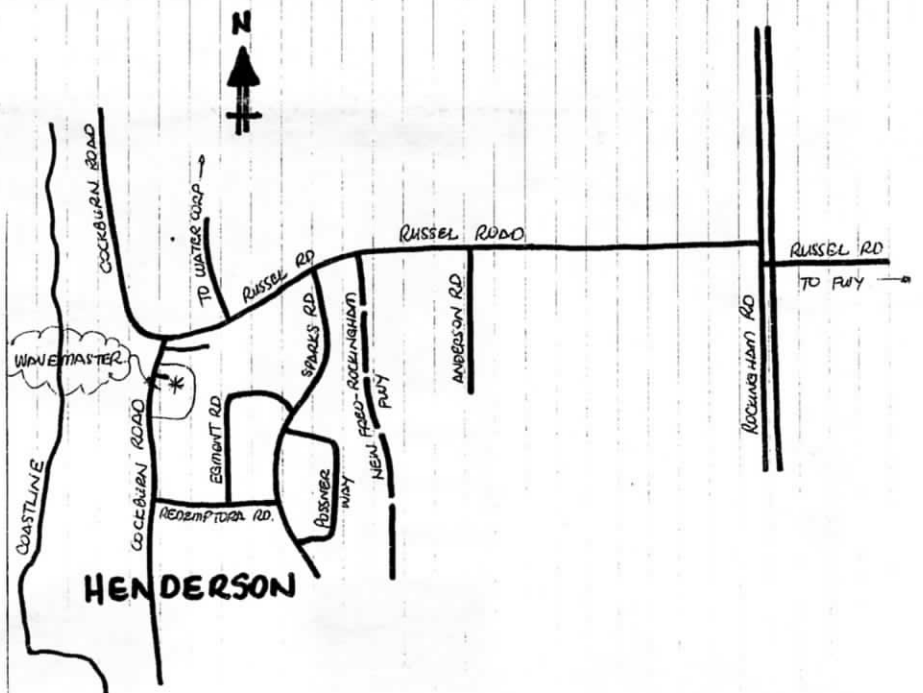 N
COCKBURN ROAD
TO WATER CORP
RUSSEL RD
RUSSEL ROAD
RUSSEL RD
TO FWY
SPARKS RD
NEW FREO-ROCKINGHAM
FWY
ANDERSON RD
ROCKINGHAM RD
WAVEMASTER
EGMONT RD
COCKBURN ROAD
COASTLINE
POSSNER
WAY
REDEMPTORA RD.
HENDERSON